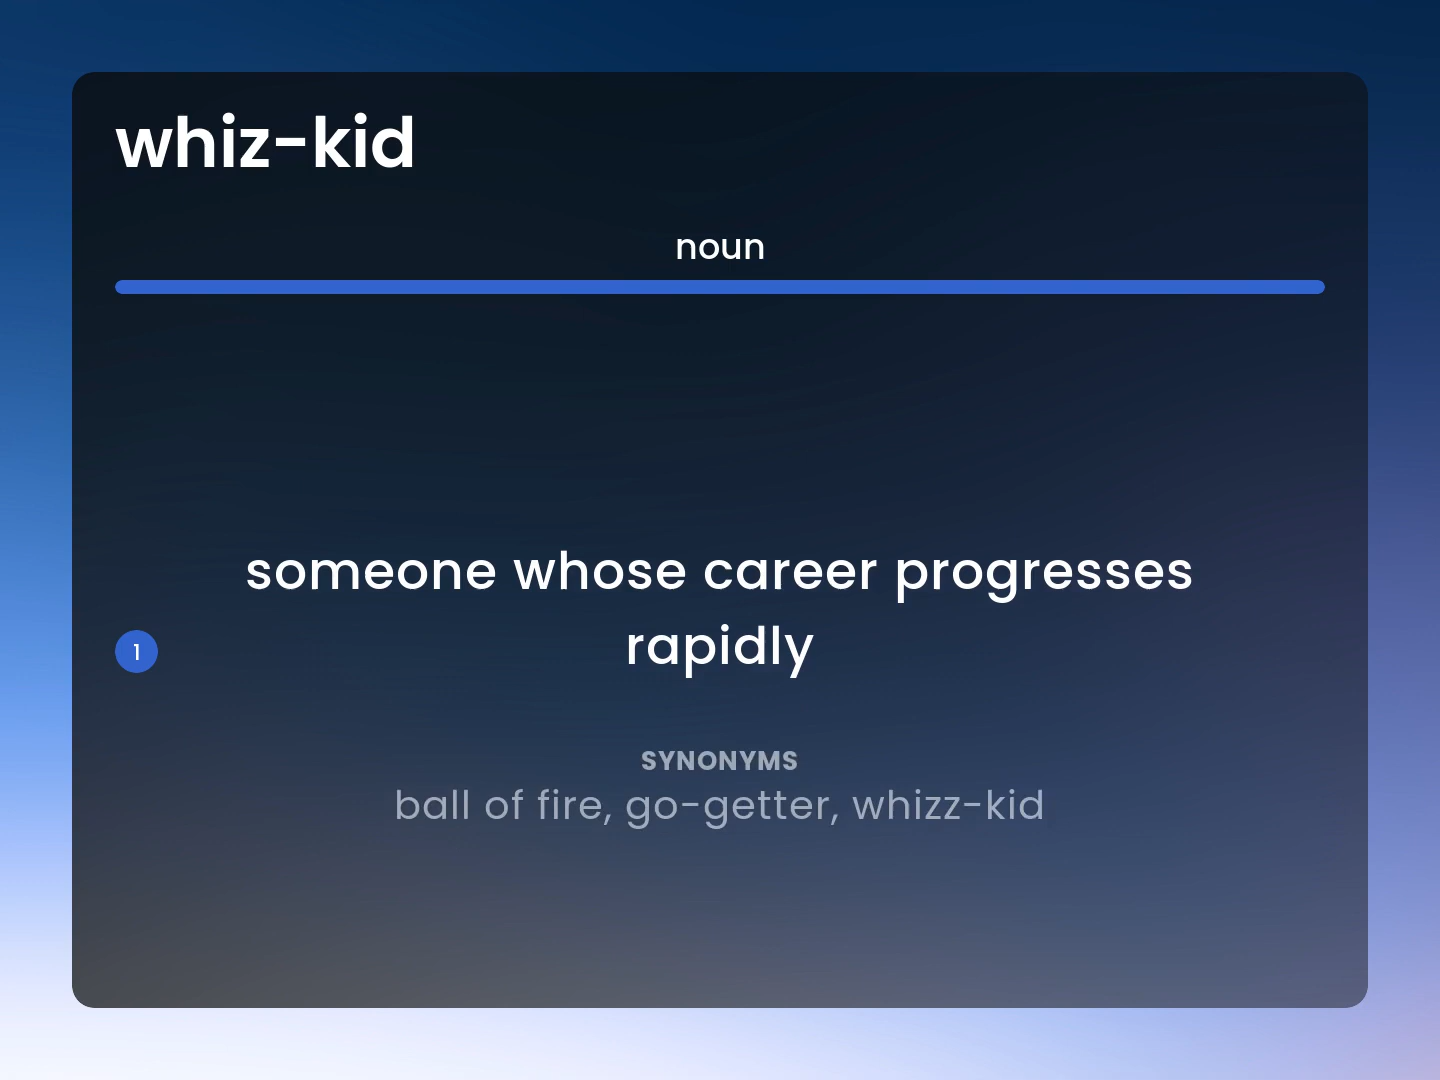 whiz-kid
noun
someone whose career progresses
1
rapidly
SYNONYMS
ball of fire, go-getter, whizz-kid